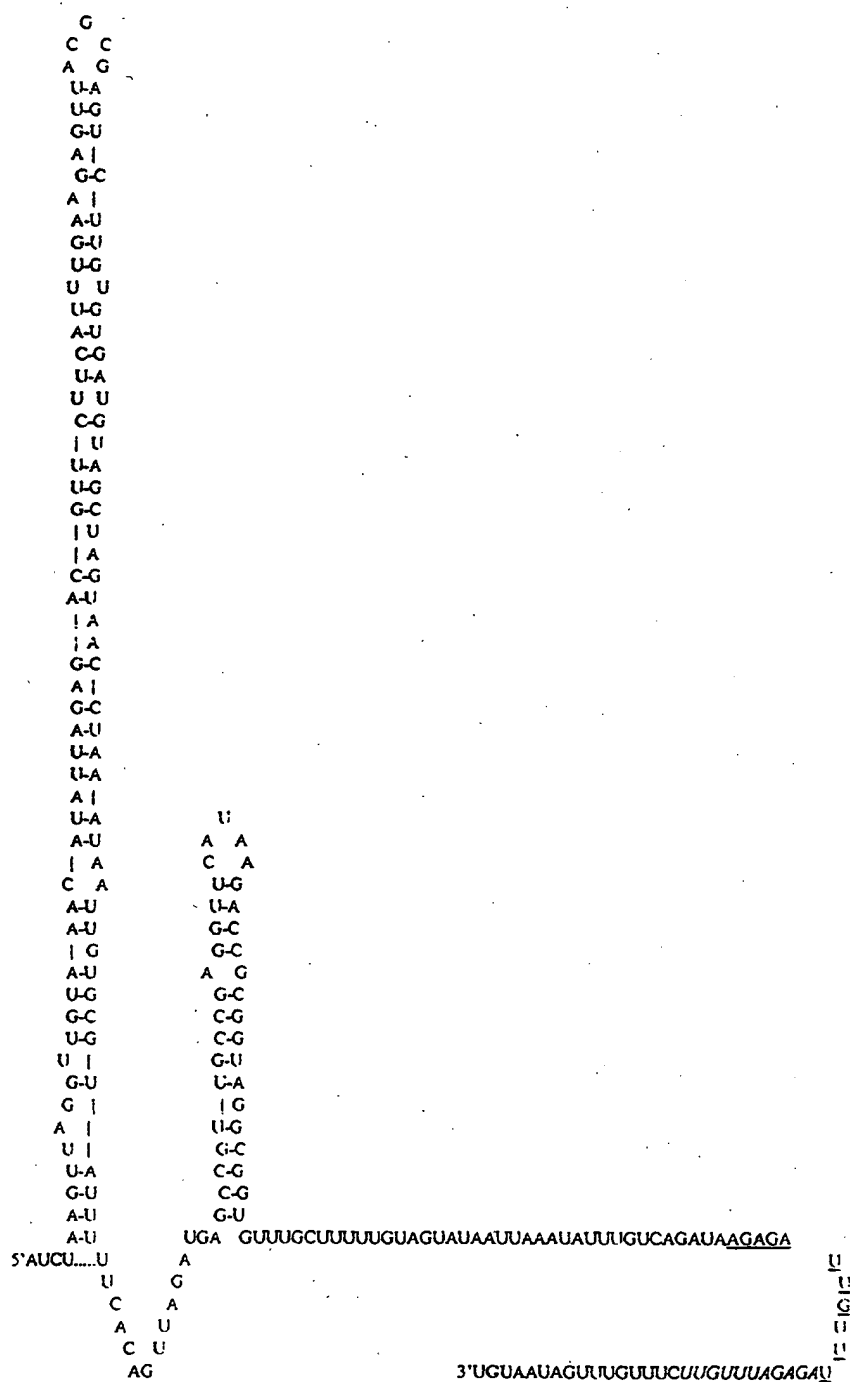 G
C C
A G
U-A
U-G
G-U
A |
G-C
A |
A-U
G-U
U-G
U U
U-G
A-U
C-G
U-A
U U
C-G
| U
U-A
U-G
G-C
| U
| A
C-G
A-U
| A
| A
G-C
A |
G-C
A-U
U-A
U-A
A |
U-A U
A-U A A
| A C A
C A U-G
A-U U-A
A-U G-C
| G G-C
A-U A G
U-G G-C
G-C C-G
U-G C-G
U | G-U
G-U U-A
G | | G
A | U-G
U | G-C
U-A C-G
G-U C-G
A-U G-U
A-U UGA GUUUGCUUUUUGUAGUAUAAUUAAAUAUUUGUCAGAUAAGAGA
5'AUCU.....U A U
U G U
C A G
A U U
C U
AG 3'UGUAAUAGUUUGUUUCUUGUUUAGAGAU